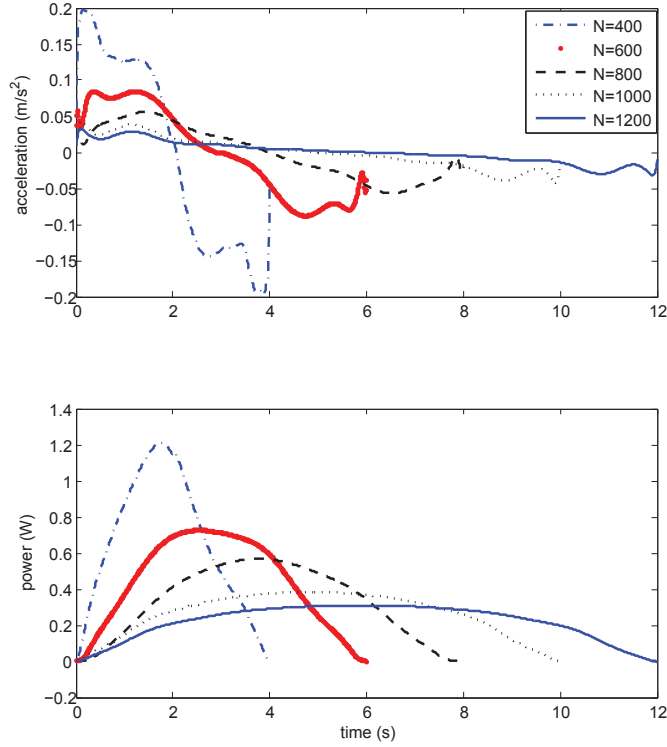 0.2
0.15
0.1
0.05
0
−0.05
−0.1
−0.15
−0.2
acceleration (m/s²)
N=400
N=600
N=800
N=1000
N=1200
0 2 4 6 8 10 12
1.4
1.2
1
0.8
0.6
0.4
0.2
0
−0.2
power (W)
0 2 4 6 8 10 12
time (s)